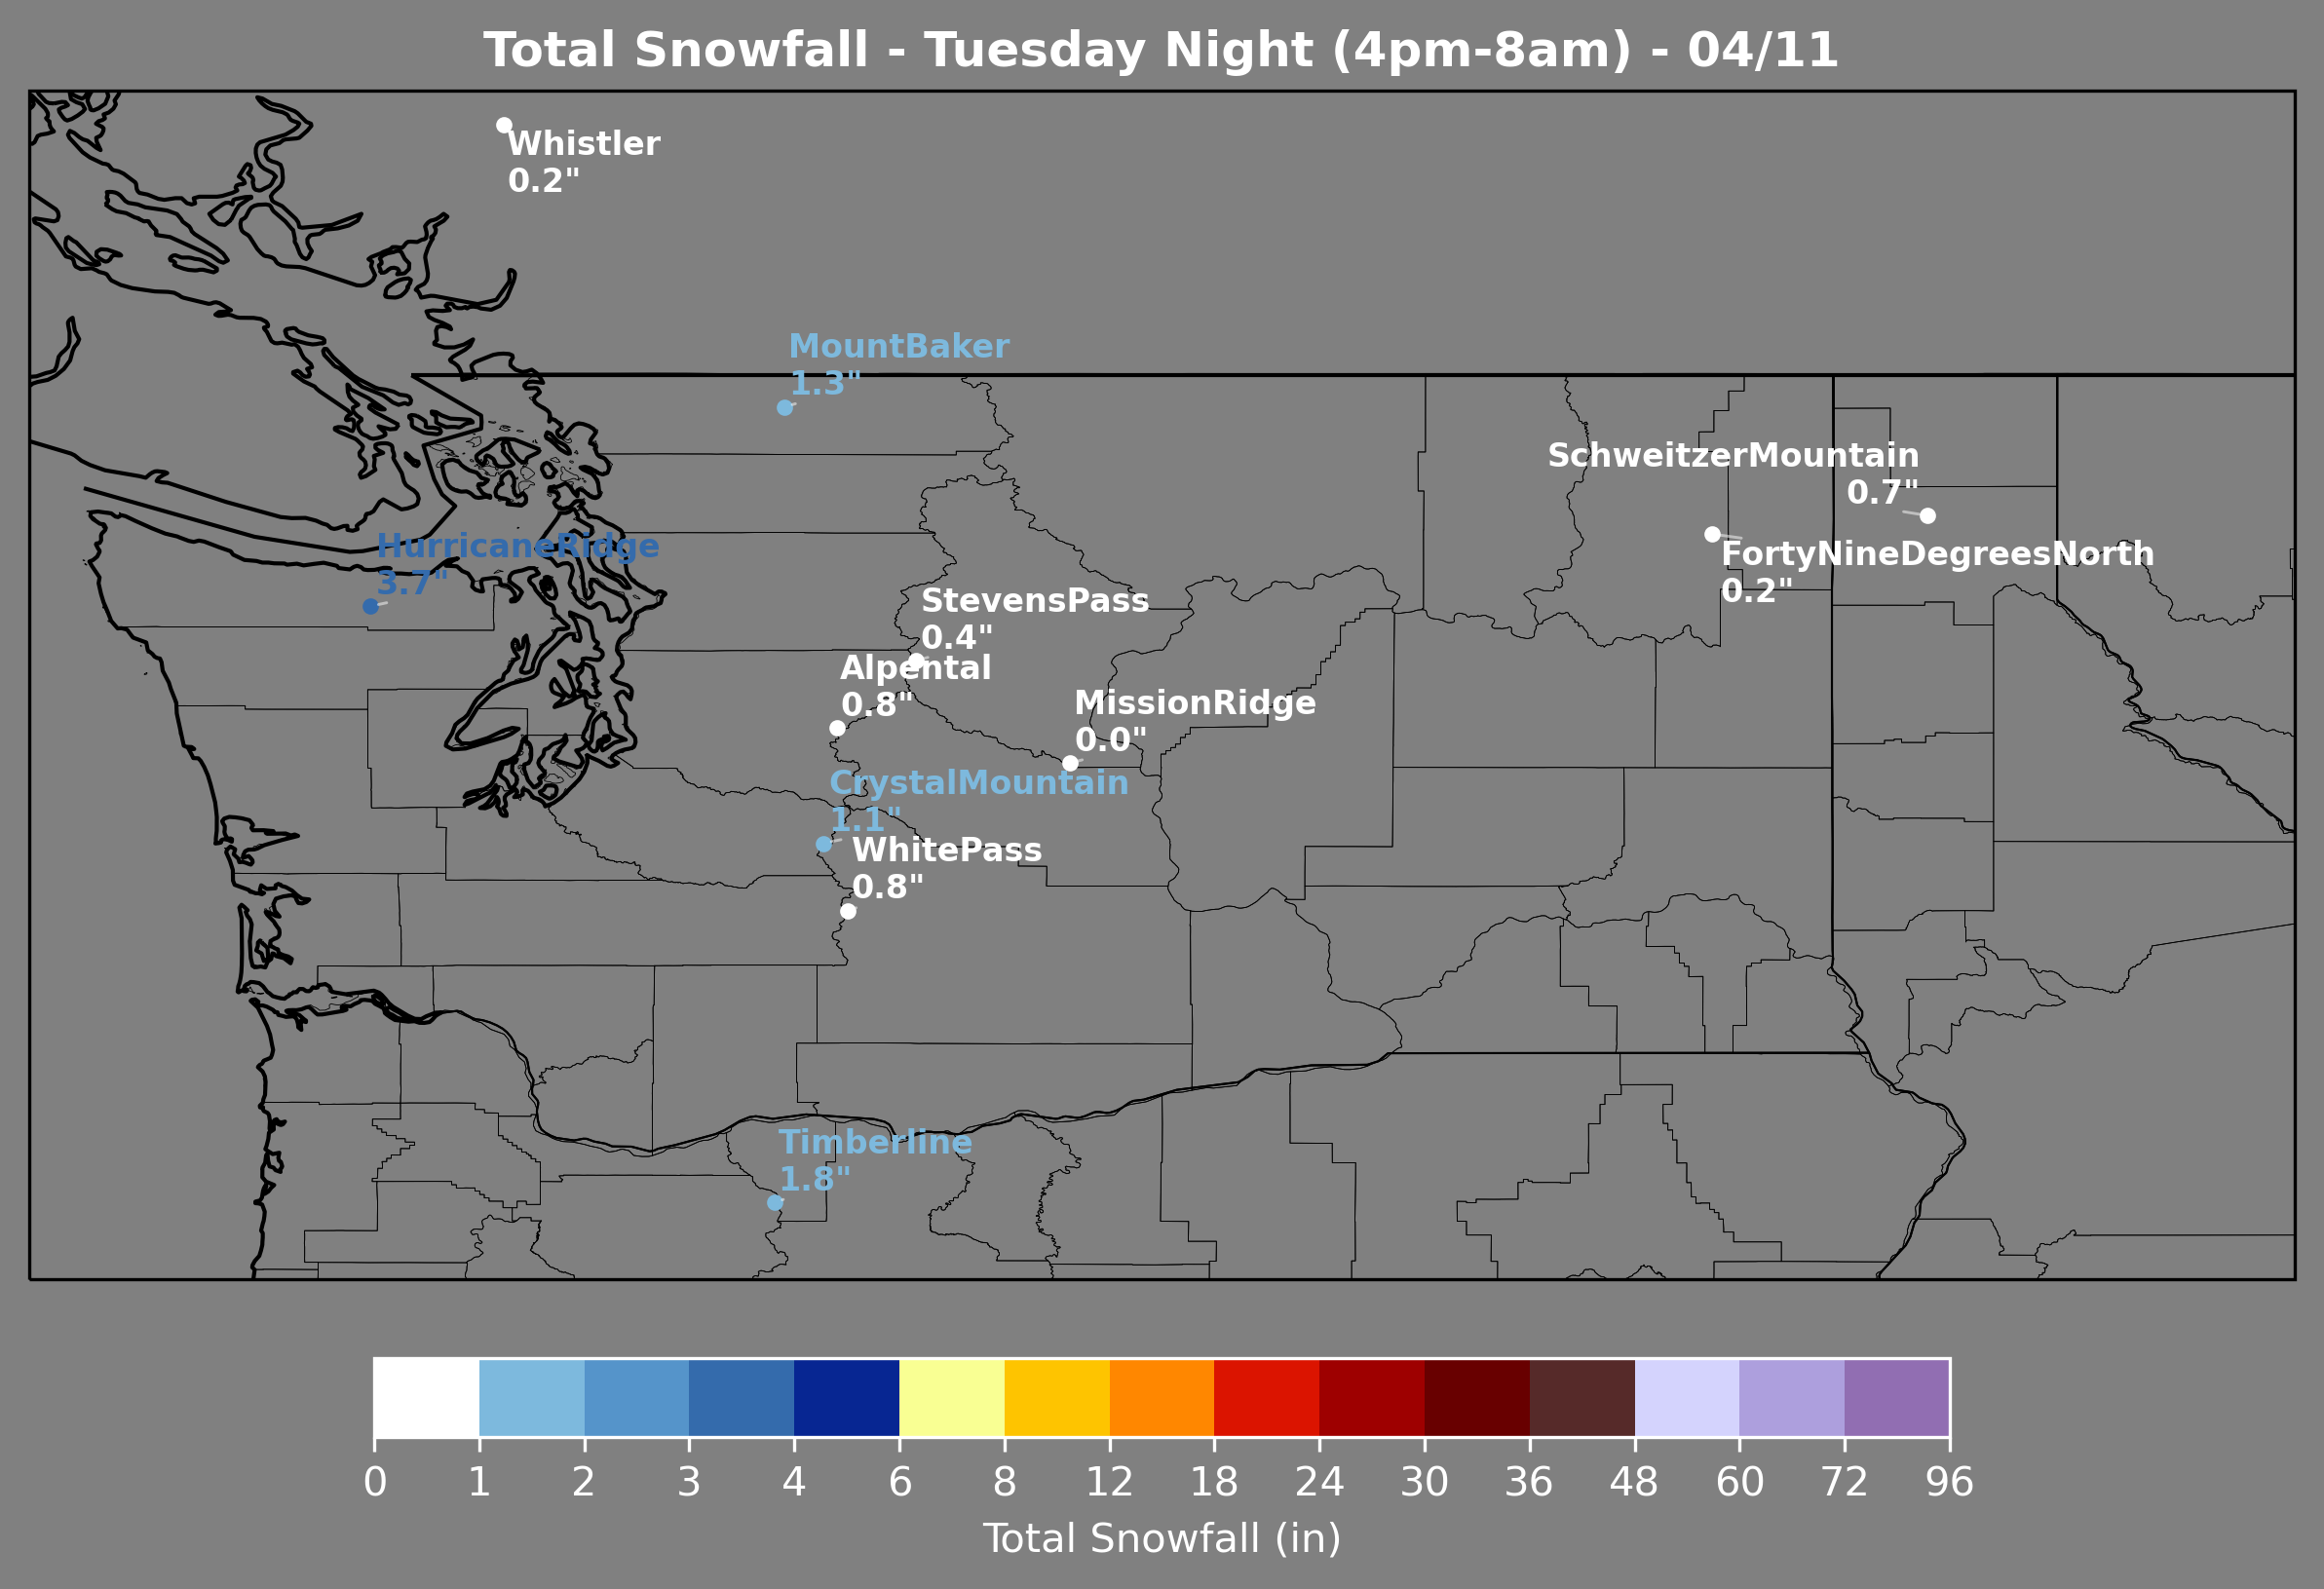 Total Snowfall - Tuesday Night (4pm-8am) - 04/11
Whistler
0.2"
MountBaker
1.3"
SchweitzerMountain
0.7"
HurricaneRidge
3.7"
FortyNineDegreesNorth
0.2"
StevensPass
0.4"
Alpental
0.8"
MissionRidge
0.0"
CrystalMountain
1.1"
WhitePass
0.8"
Timberline
1.8"
0 1 2 3 4 6 8 12 18 24 30 36 48 60 72 96
Total Snowfall (in)